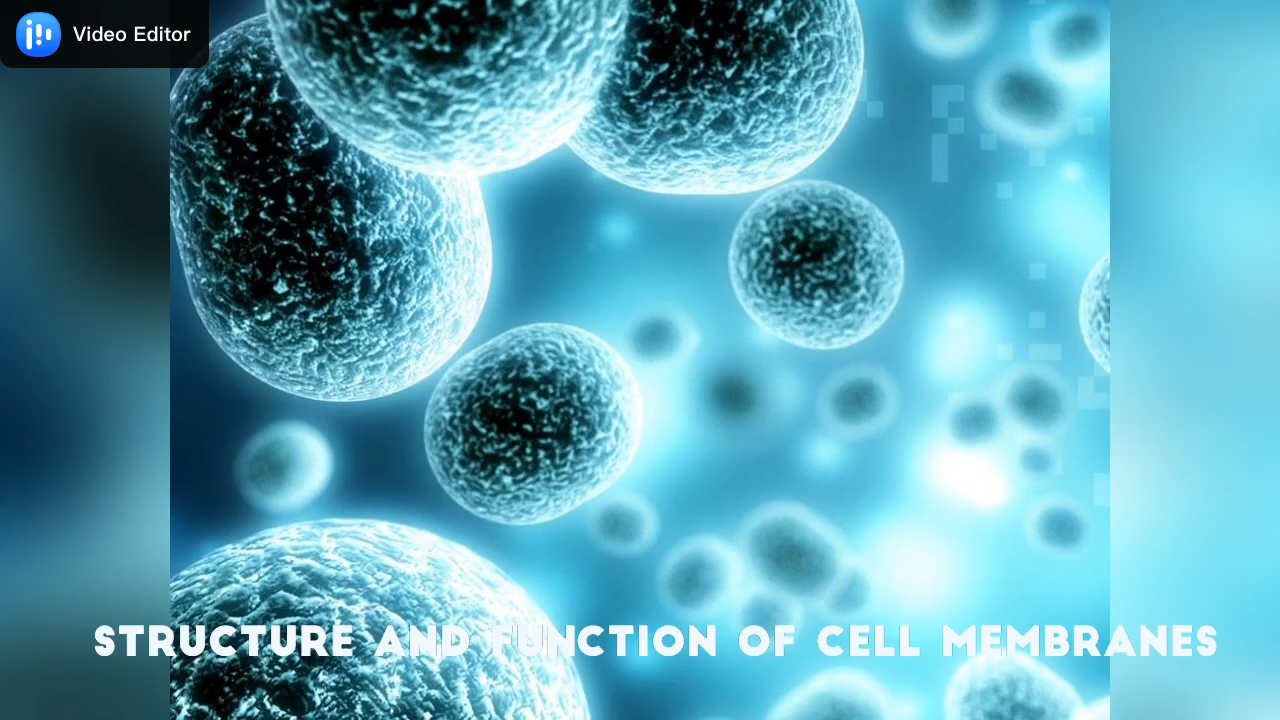 Video Editor
STRUCTURE AND FUNCTION OF CELL MEMBRANES